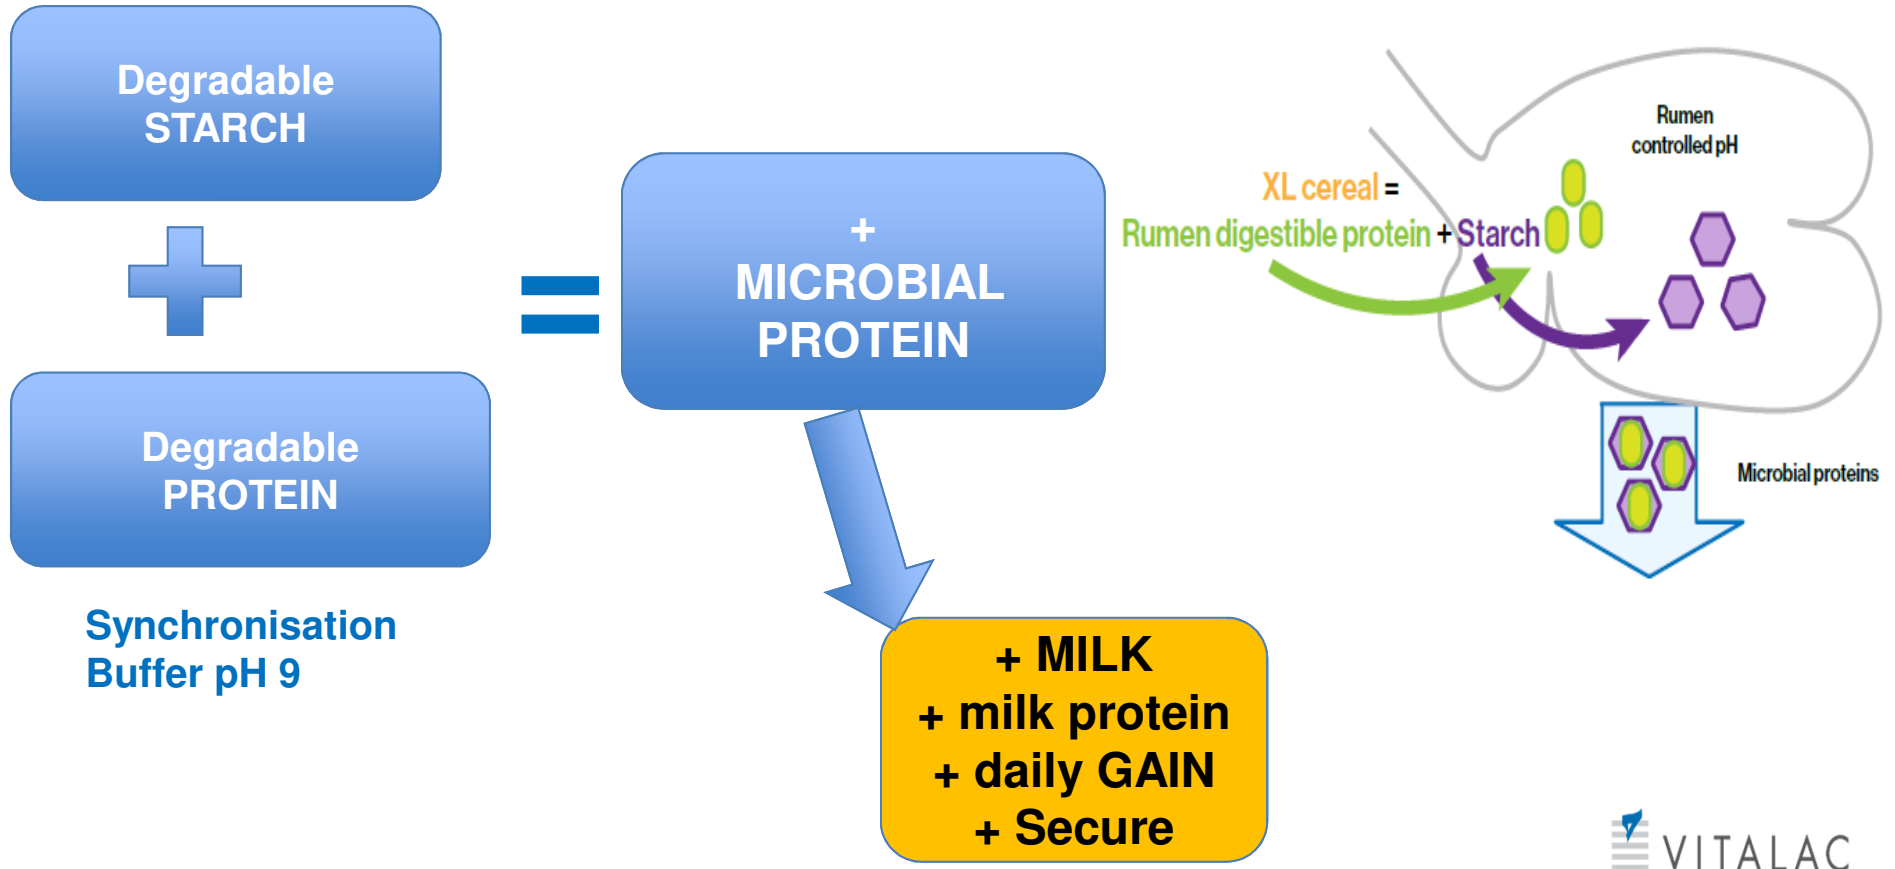 Degradable
STARCH
Degradable
PROTEIN
Synchronisation
Buffer pH 9
+
MICROBIAL
PROTEIN
+ MILK
+ milk protein
+ daily GAIN
+ Secure
Rumen
controlled pH
XL cereal =
Rumen digestible protein + Starch
Microbial proteins
VITALAC